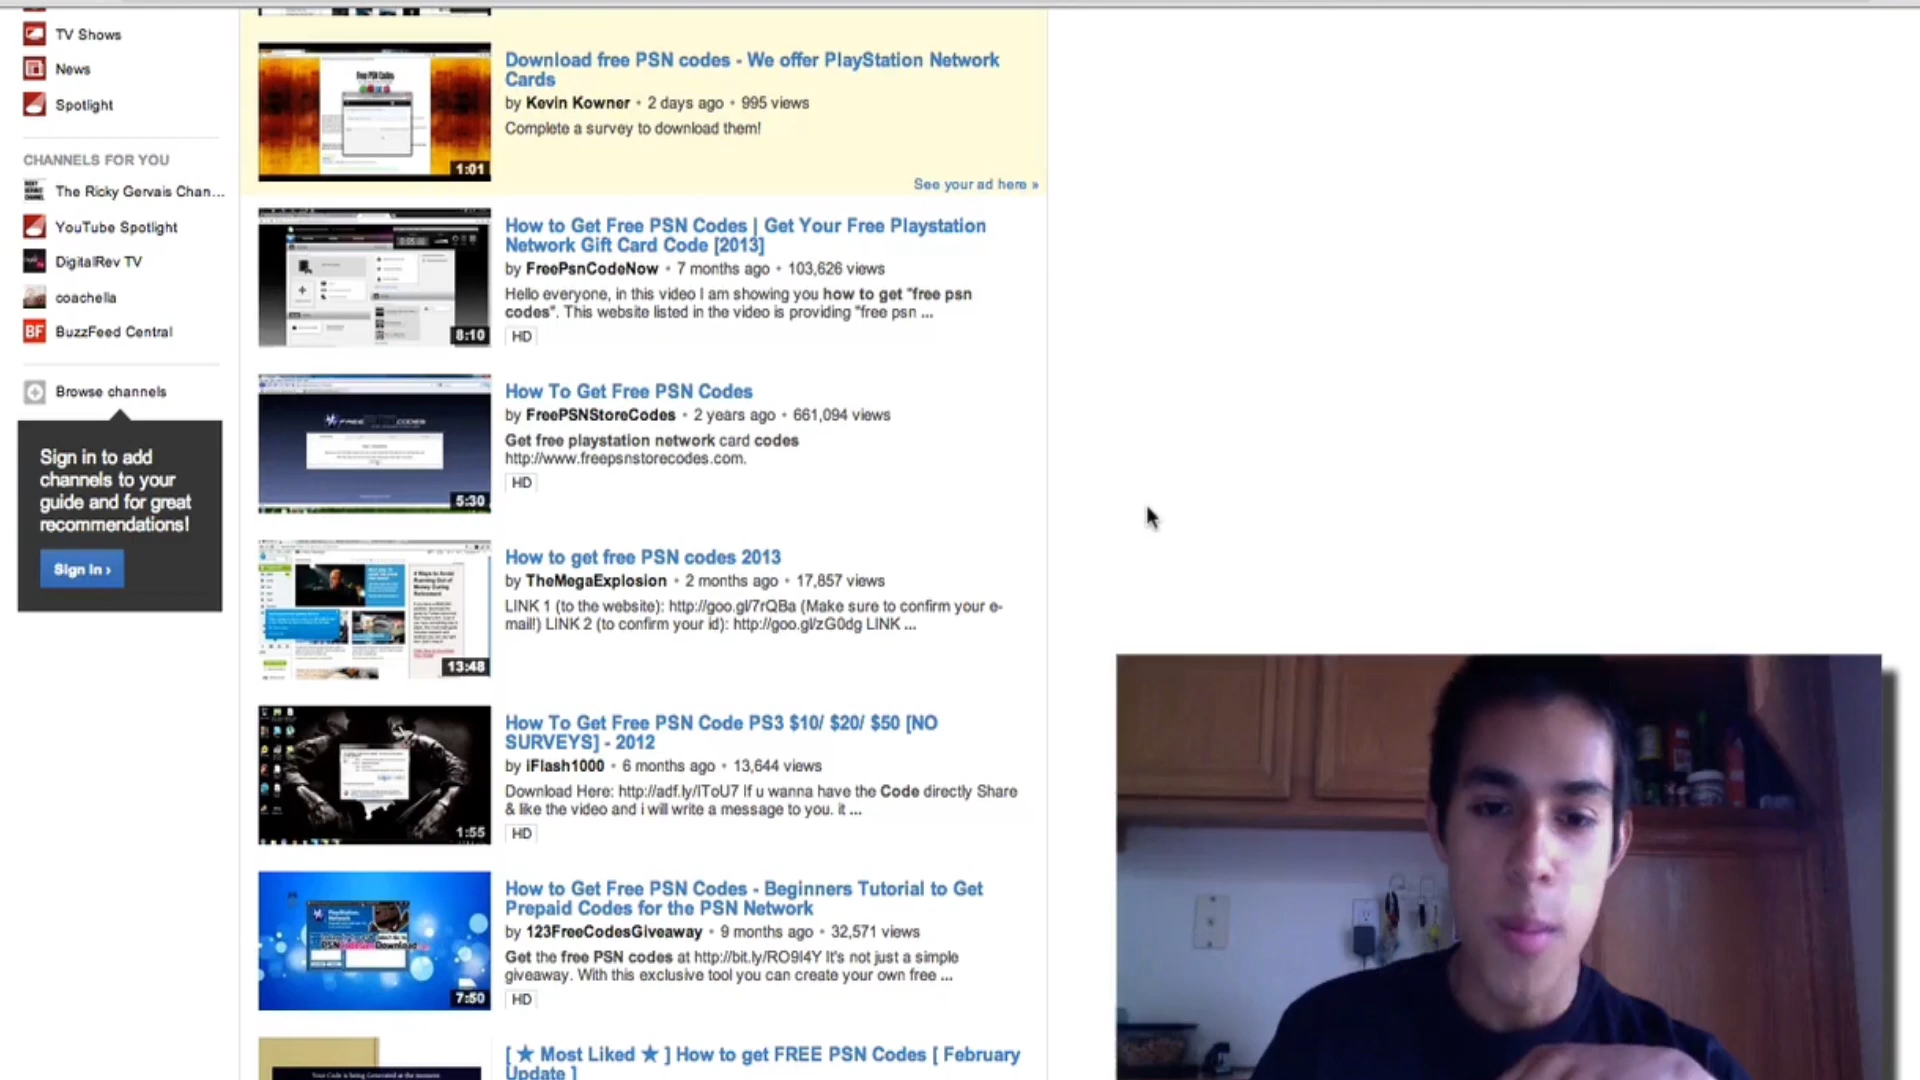 TV Shows
News
Spotlight
CHANNELS FOR YOU
The Ricky Gervais Chan...
YouTube Spotlight
DigitalRev TV
coachella
BF BuzzFeed Central
Browse channels
Sign in to add
channels to your
guide and for great
recommendations!
Sign In ›
Free PSN Codes
1:01
Download free PSN codes - We offer PlayStation Network
Cards
by Kevin Kowner • 2 days ago • 995 views
Complete a survey to download them!
See your ad here »
8:10
How to Get Free PSN Codes | Get Your Free Playstation
Network Gift Card Code [2013]
by FreePsnCodeNow • 7 months ago • 103,626 views
Hello everyone, in this video I am showing you how to get "free psn
codes". This website listed in the video is providing "free psn ...
HD
5:30
How To Get Free PSN Codes
by FreePSNStoreCodes • 2 years ago • 661,094 views
Get free playstation network card codes
http://www.freepsnstorecodes.com.
HD
13:48
How to get free PSN codes 2013
by TheMegaExplosion • 2 months ago • 17,857 views
LINK 1 (to the website): http://goo.gl/7rQBa (Make sure to confirm your e-
mail!) LINK 2 (to confirm your id): http://goo.gl/zG0dg LINK ...
1:55
How To Get Free PSN Code PS3 $10/ $20/ $50 [NO
SURVEYS] - 2012
by iFlash1000 • 6 months ago • 13,644 views
Download Here: http://adf.ly/IToU7 If u wanna have the Code directly Share
& like the video and i will write a message to you. it ...
HD
7:50
How to Get Free PSN Codes - Beginners Tutorial to Get
Prepaid Codes for the PSN Network
by 123FreeCodesGiveaway • 9 months ago • 32,571 views
Get the free PSN codes at http://bit.ly/RO9I4Y It's not just a simple
giveaway. With this exclusive tool you can create your own free ...
HD
Your Code is being Generated at the moment
[ ★ Most Liked ★ ] How to get FREE PSN Codes [ February
Update ]